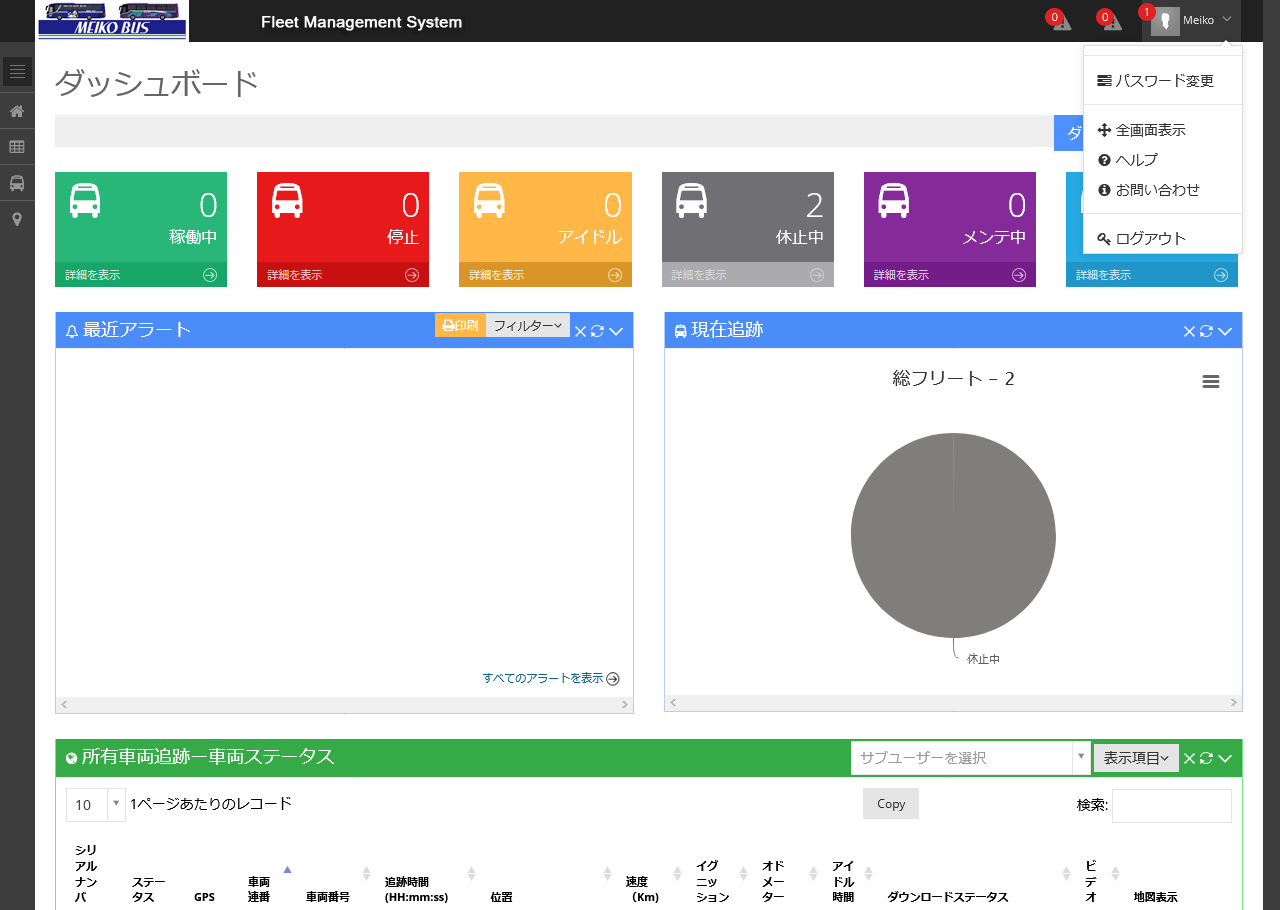 MEIKO BUS
Fleet Management System
0
0
1
Meiko
パスワード変更
全画面表示
ヘルプ
お問い合わせ
ログアウト
ダッシュボード
ダ
0
稼働中
詳細を表示
0
停止
詳細を表示
0
アイドル
詳細を表示
2
休止中
詳細を表示
0
メンテ中
詳細を表示
詳細を表示
最近アラート
印刷
フィルター
すべてのアラートを表示
現在追跡
総フリート – 2
休止中
所有車両追跡ー車両ステータス
サブユーザーを選択
表示項目
10
1ページあたりのレコード
Copy
検索:
シリ
アル
ナン
バ
ステー
タス
GPS
車両
連番
車両番号
追跡時間
(HH:mm:ss)
位置
速度
(Km)
イグ
ニッ
ション
オド
メー
ター
アイ
ドル
時間
ダウンロードステータス
ビ
デ
オ
地図表示